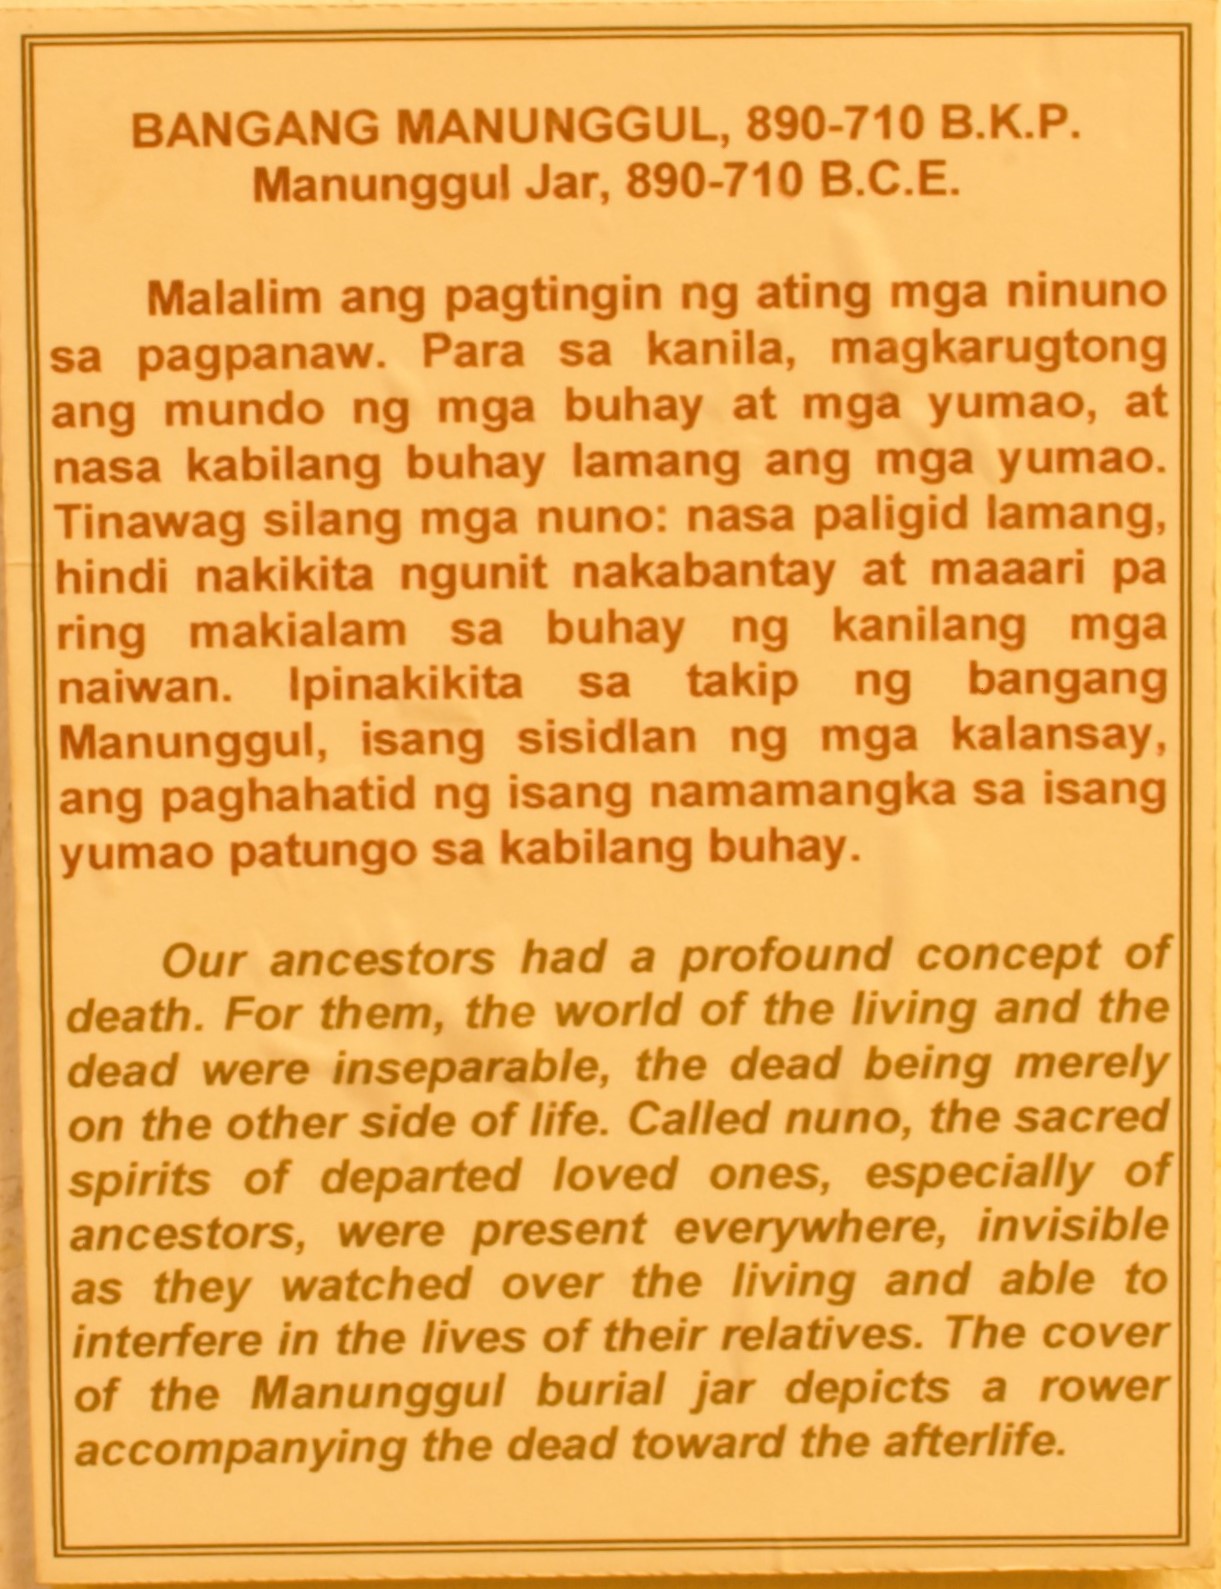 BANGANG MANUNGGUL, 890-710 B.K.P.
Manunggul Jar, 890-710 B.C.E.
Malalim ang pagtingin ng ating mga ninuno
sa pagpanaw. Para sa kanila, magkarugtong
ang mundo ng mga buhay at mga yumao, at
nasa kabilang buhay lamang ang mga yumao.
Tinawag silang mga nuno: nasa paligid lamang,
hindi nakikita ngunit nakabantay at maaari pa
ring makialam sa buhay ng kanilang mga
naiwan. Ipinakikita sa takip ng bangang
Manunggul, isang sisidlan ng mga kalansay,
ang paghahatid ng isang namamangka sa isang
yumao patungo sa kabilang buhay.
Our ancestors had a profound concept of
death. For them, the world of the living and the
dead were inseparable, the dead being merely
on the other side of life. Called nuno, the sacred
spirits of departed loved ones, especially of
ancestors, were present everywhere, invisible
as they watched over the living and able to
interfere in the lives of their relatives. The cover
of the Manunggul burial jar depicts a rower
accompanying the dead toward the afterlife.